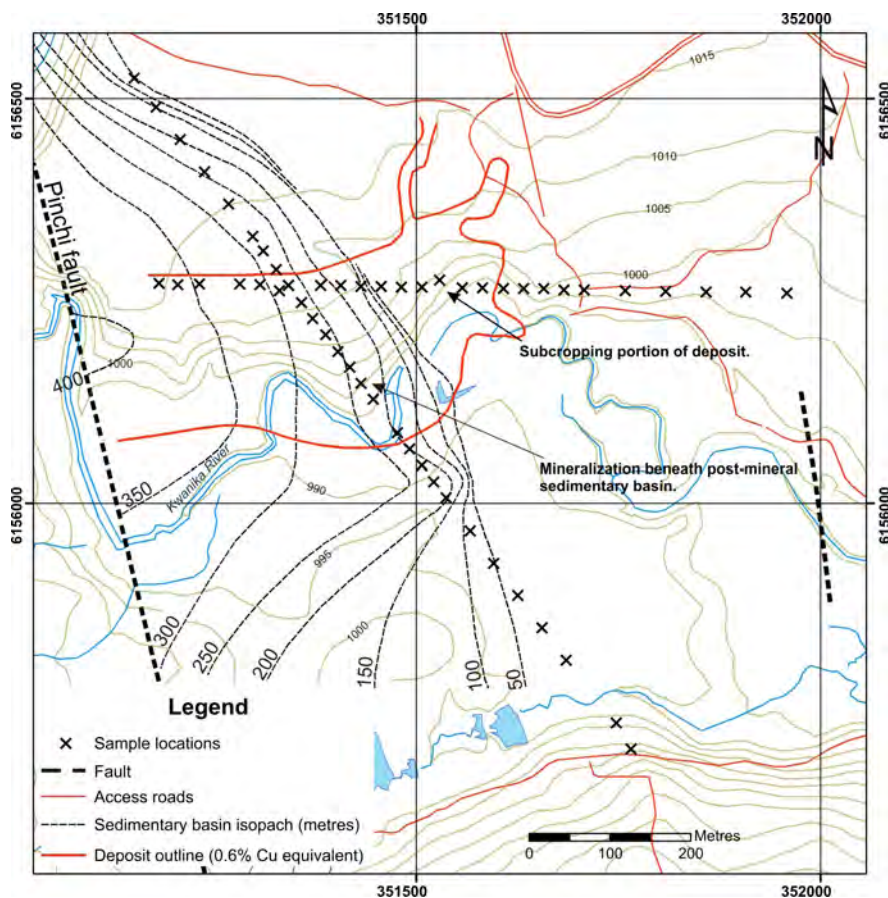 351500
352000
6156500
6156500
1015
1010
1005
1000
N
Pinchi fault
1000
400
Subcropping portion of deposit.
Mineralization beneath post-mineral
sedimentary basin.
Kwanika River
350
990
6156000
6156000
995
1000
300
250
200
150
100
50
Legend
Sample locations
Fault
Access roads
Sedimentary basin isopach (metres)
Deposit outline (0.6% Cu equivalent)
Metres
0 100 200
351500
352000